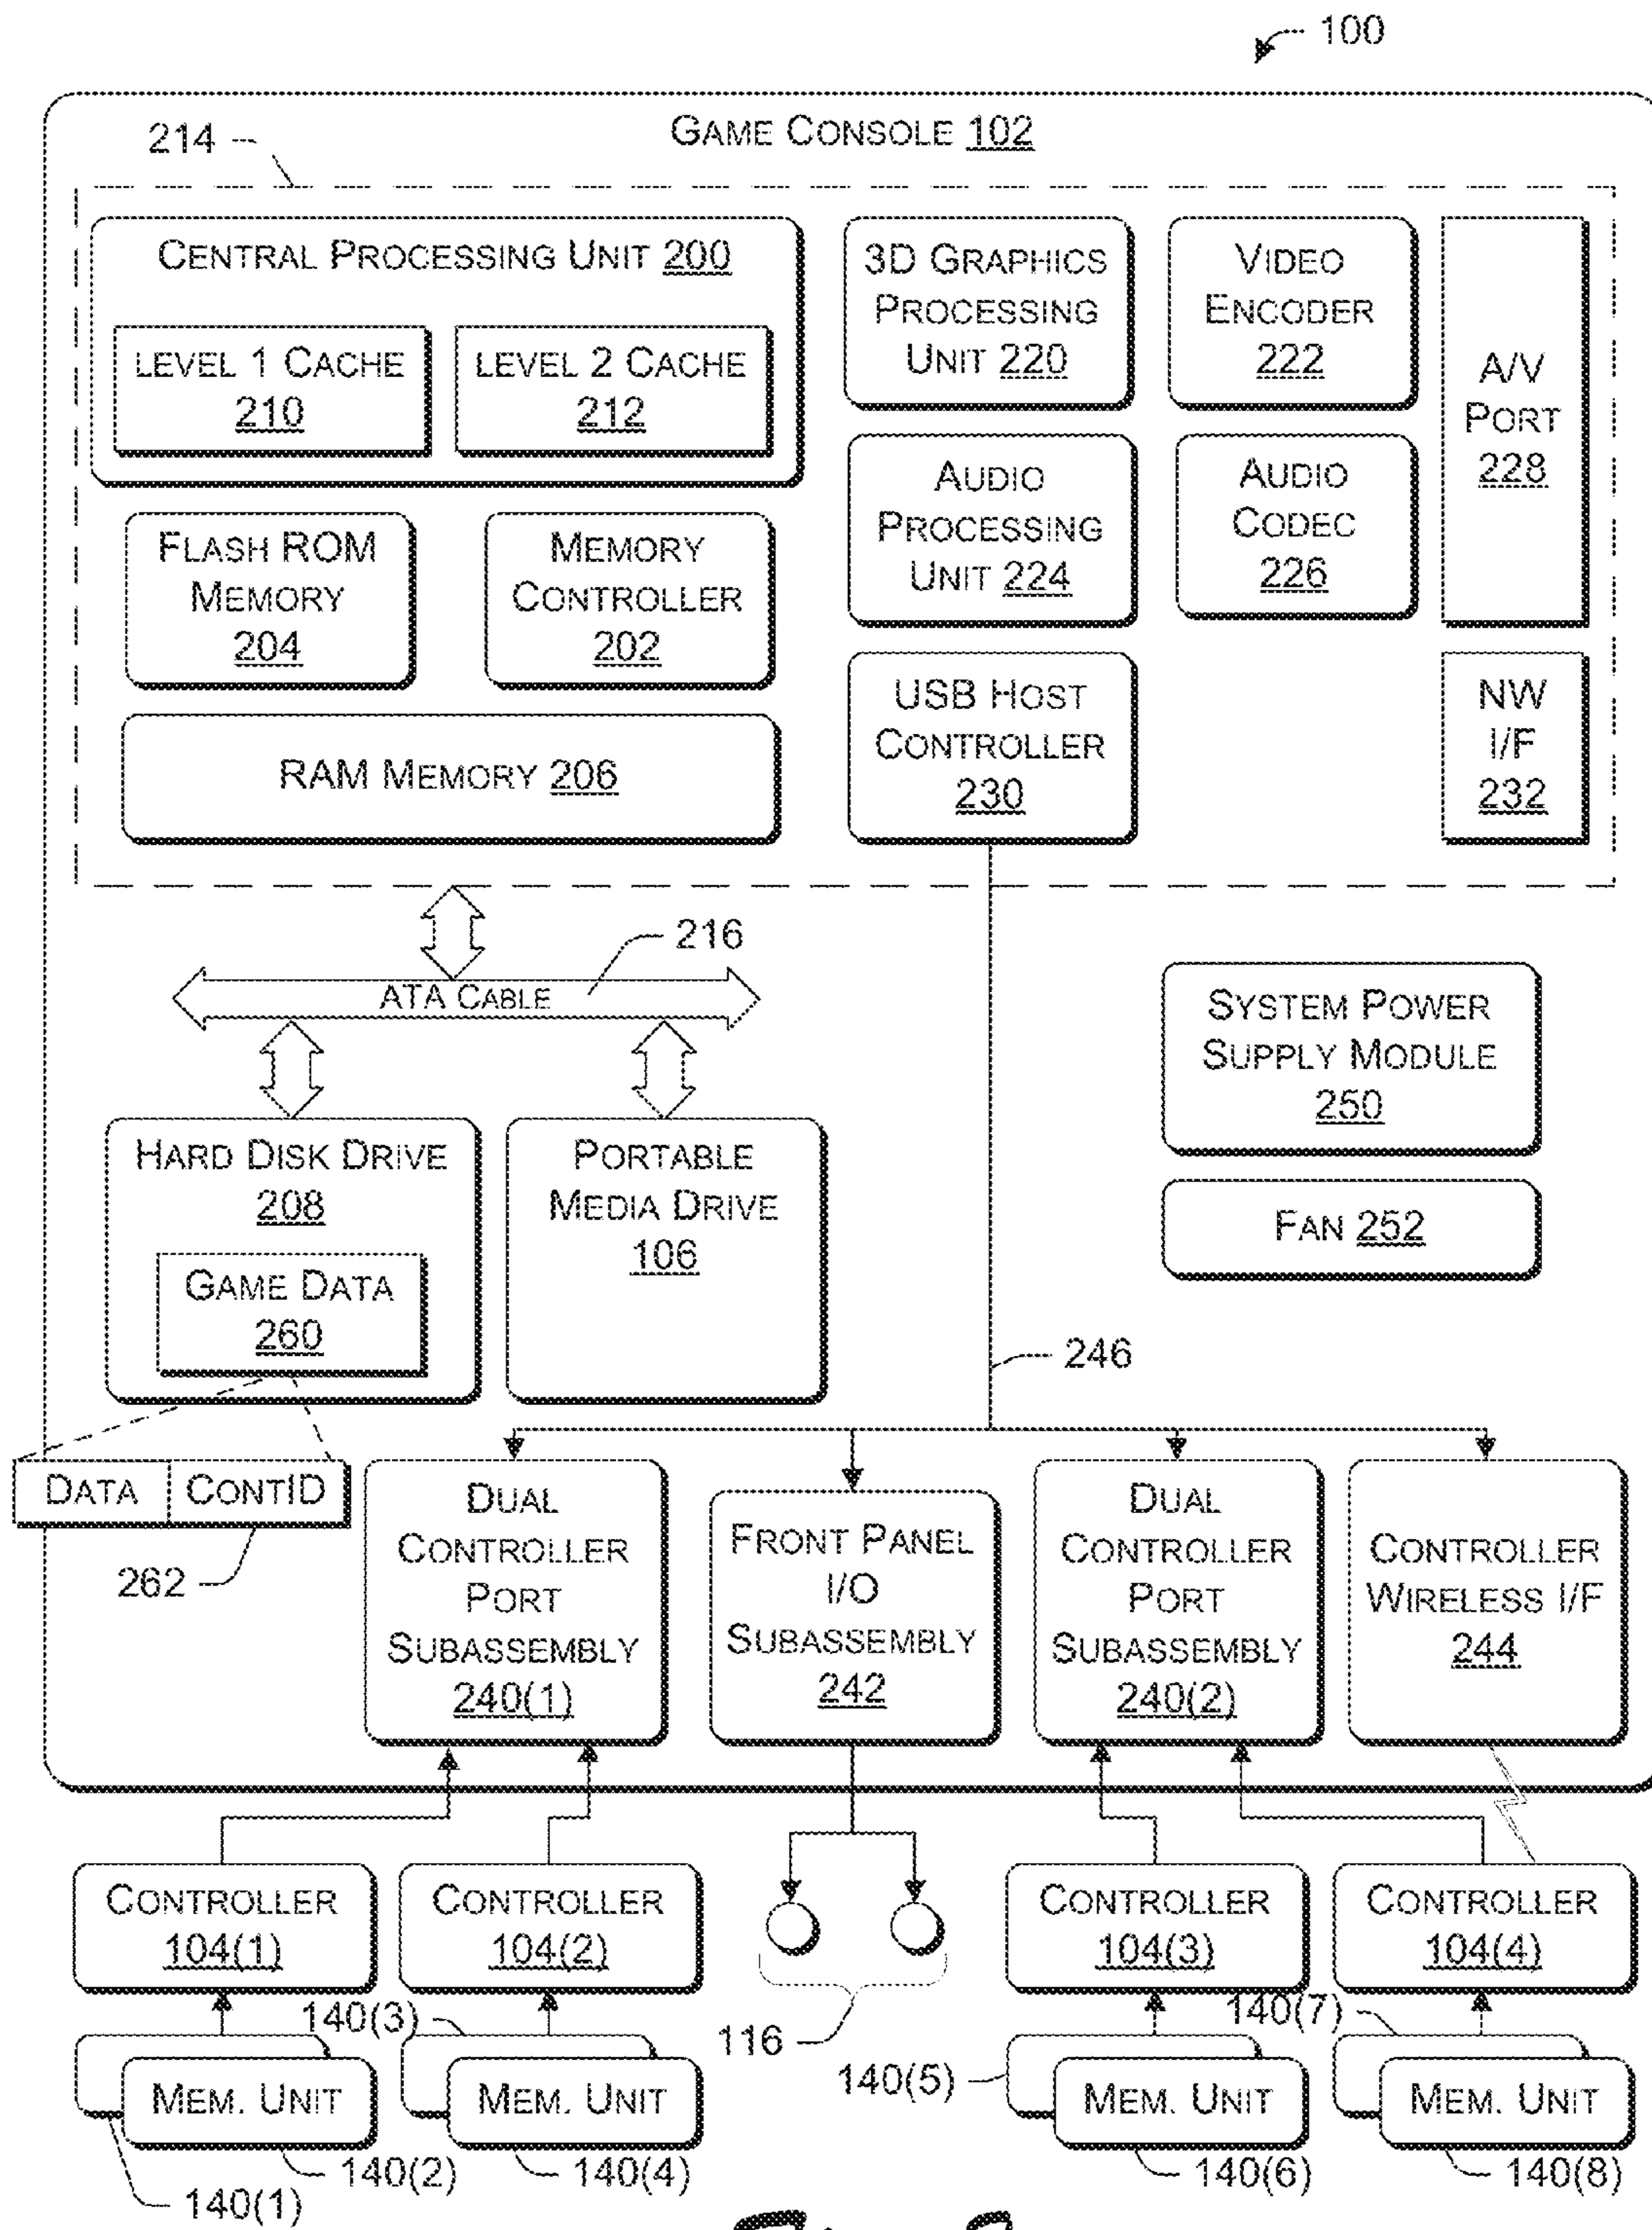 100
GAME CONSOLE 102
214
CENTRAL PROCESSING UNIT 200
LEVEL 1 CACHE
210
LEVEL 2 CACHE
212
3D GRAPHICS
PROCESSING
UNIT 220
VIDEO
ENCODER
222
A/V
PORT
228
FLASH ROM
MEMORY
204
MEMORY
CONTROLLER
202
AUDIO
PROCESSING
UNIT 224
AUDIO
CODEC
226
RAM MEMORY 206
USB HOST
CONTROLLER
230
NW
I/F
232
216
ATA CABLE
SYSTEM POWER
SUPPLY MODULE
250
HARD DISK DRIVE
208
GAME DATA
260
PORTABLE
MEDIA DRIVE
106
FAN 252
246
DATA CONTID
262
DUAL
CONTROLLER
PORT
SUBASSEMBLY
240(1)
FRONT PANEL
I/O
SUBASSEMBLY
242
DUAL
CONTROLLER
PORT
SUBASSEMBLY
240(2)
CONTROLLER
WIRELESS I/F
244
CONTROLLER
104(1)
CONTROLLER
104(2)
CONTROLLER
104(3)
CONTROLLER
104(4)
140(3)
116
140(7)
140(5)
MEM. UNIT
MEM. UNIT
MEM. UNIT
MEM. UNIT
140(2)
140(4)
140(6)
140(8)
140(1)